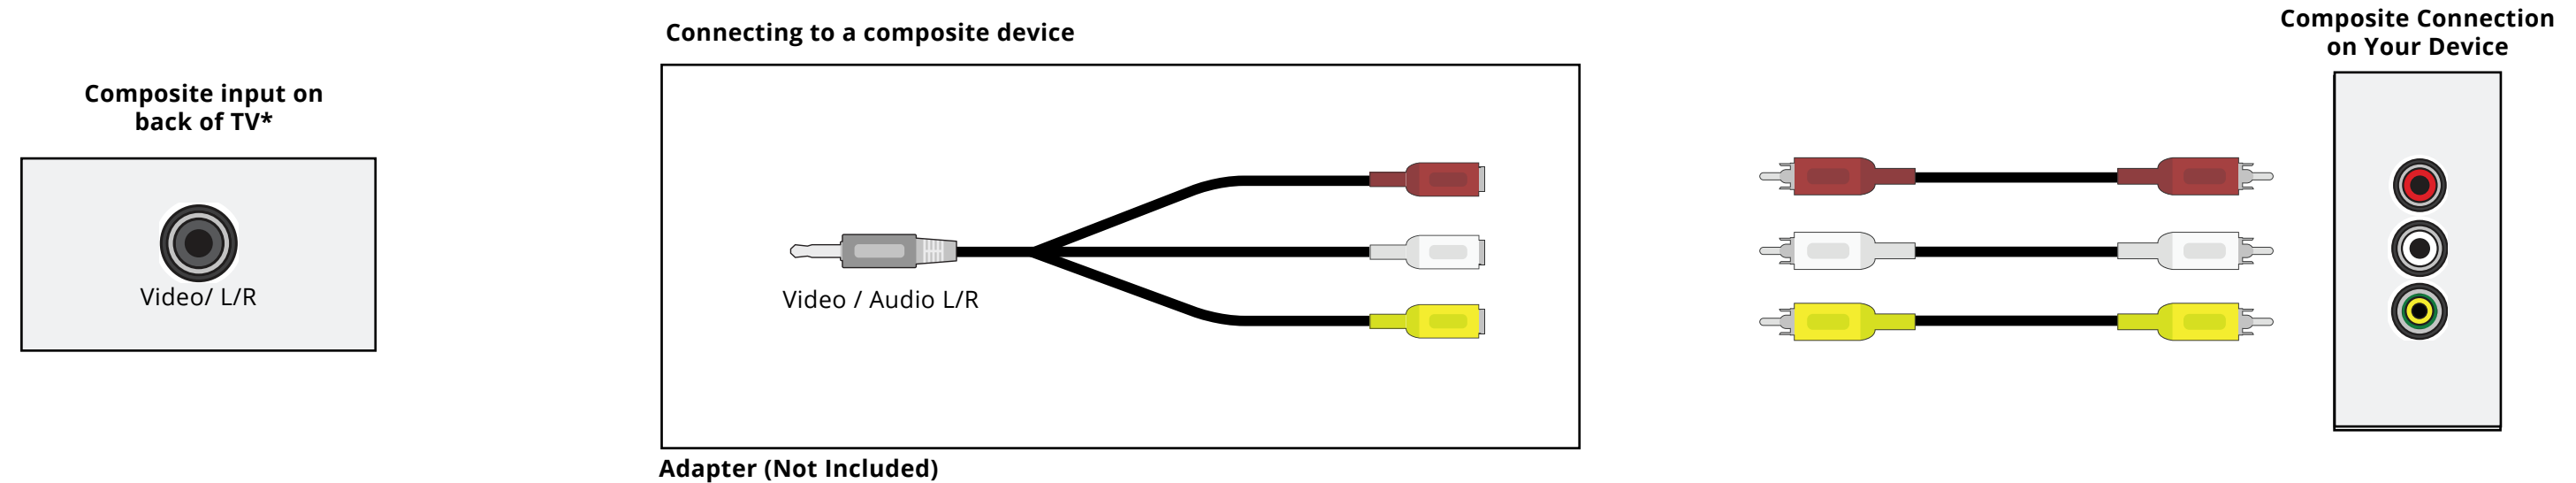 Composite input on
back of TV*
Video/ L/R
Connecting to a composite device
Video / Audio L/R
Adapter (Not Included)
Composite Connection
on Your Device